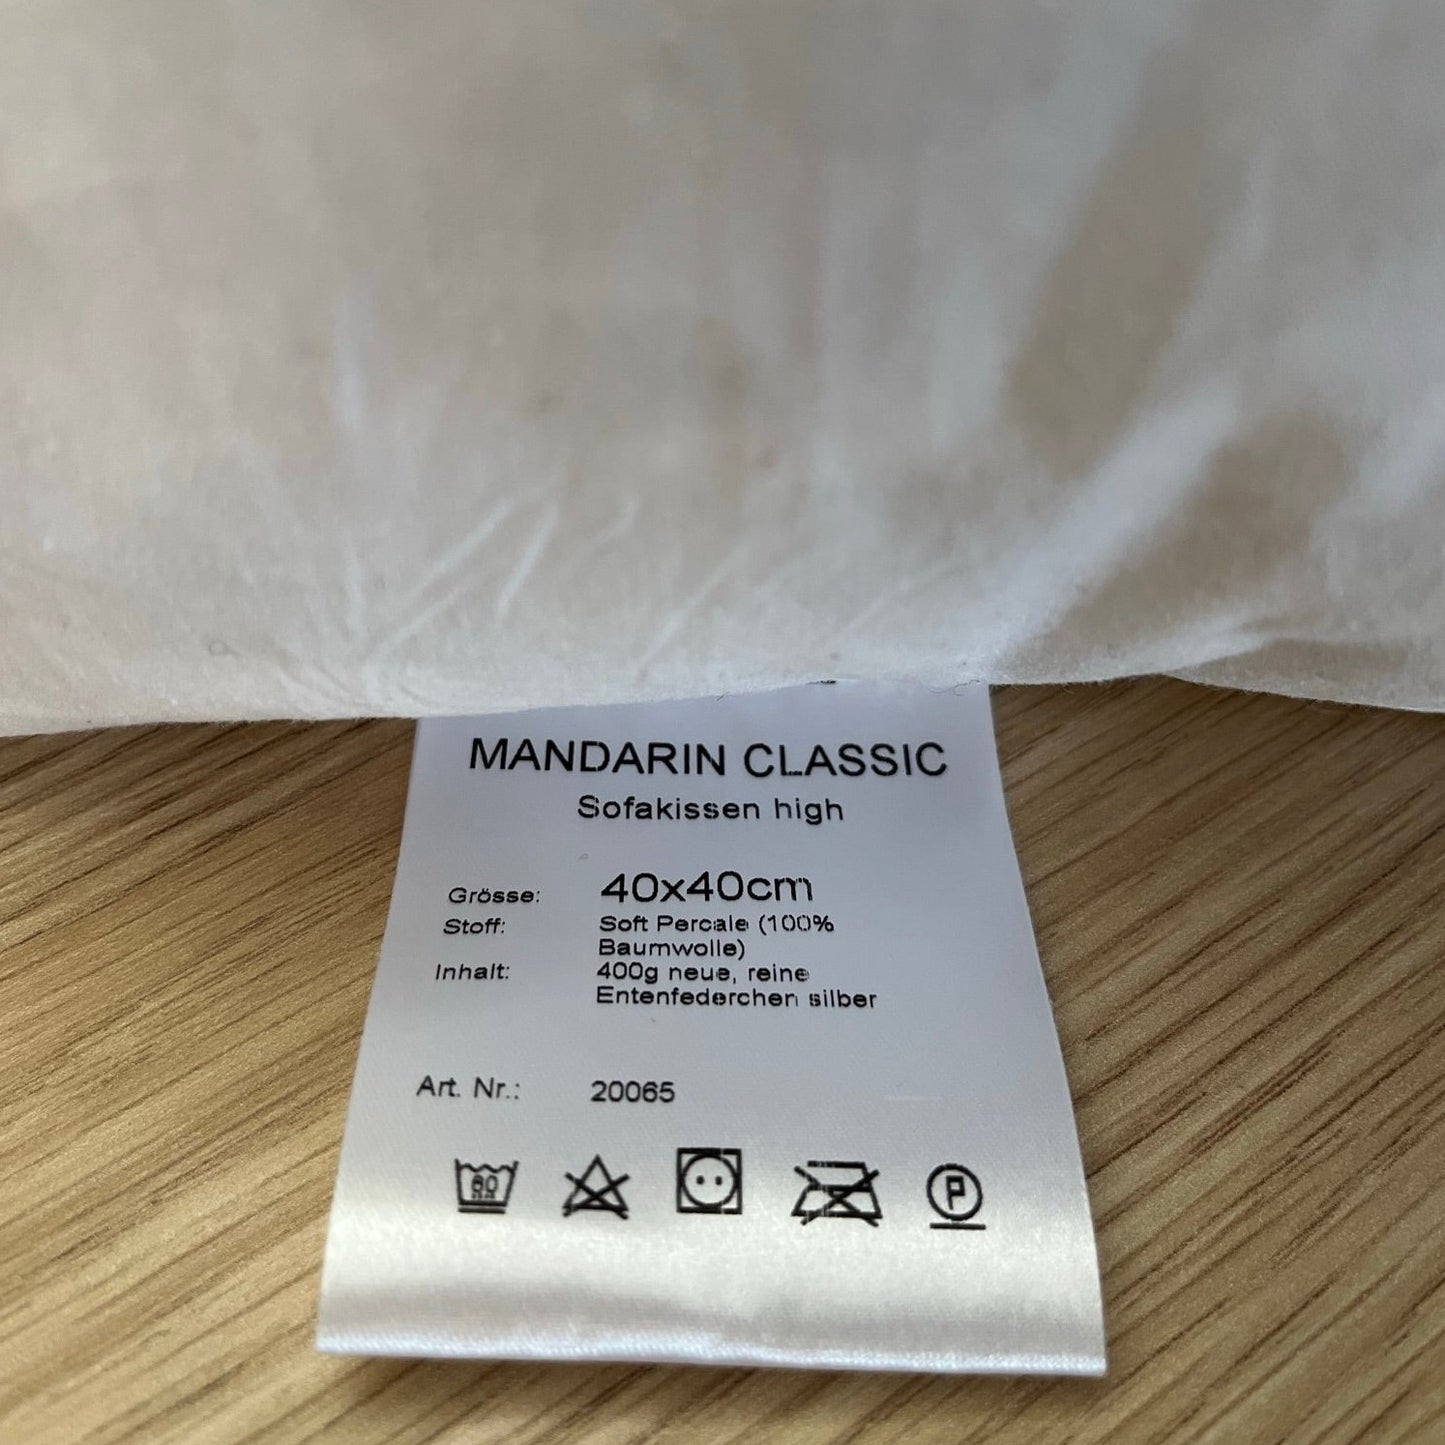 MANDARIN CLASSIC
Sofakissen high
Grösse: 40x40cm
Stoff: Soft Percale (100%
Baumwolle)
Inhalt: 400g neue, reine
Entenfederchen silber
Art. Nr.: 20065
60 P